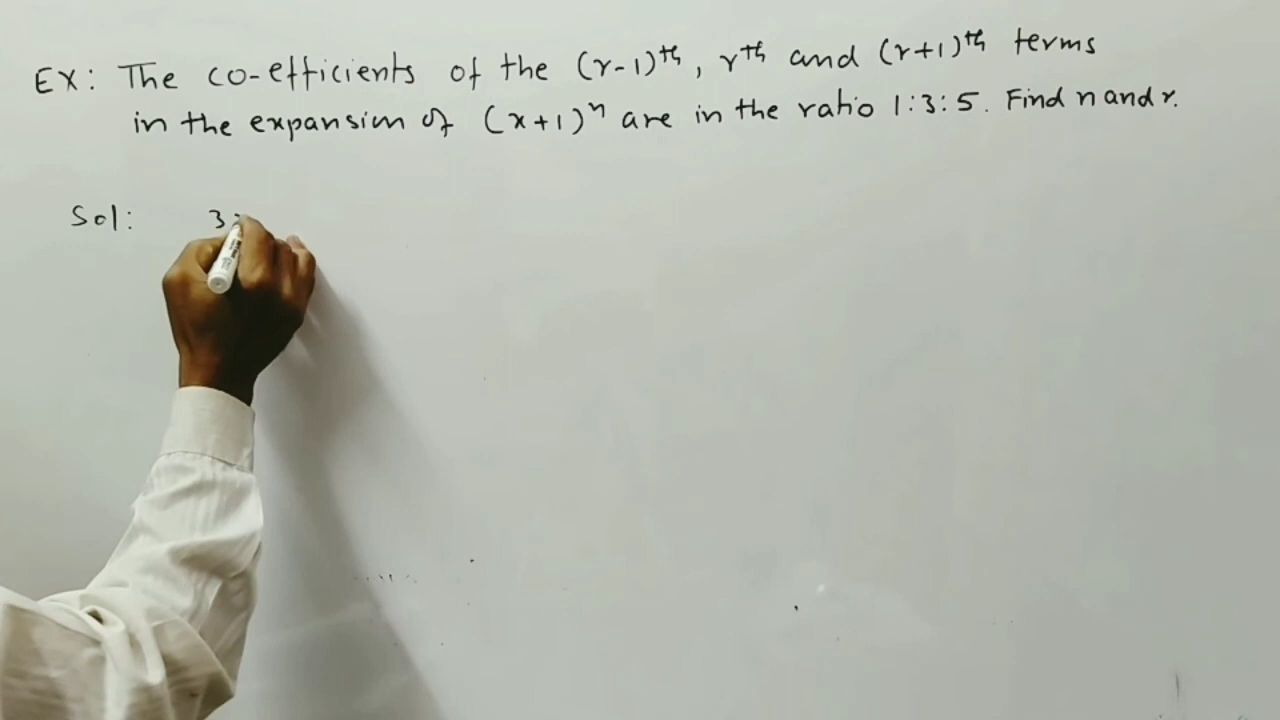 EX: The co-efficients of the (r-1)ᵗʰ, rᵗʰ and (r+1)ᵗʰ terms
in the expansion of (x+1)ⁿ are in the ratio 1:3:5. Find n and r.
Sol: 3